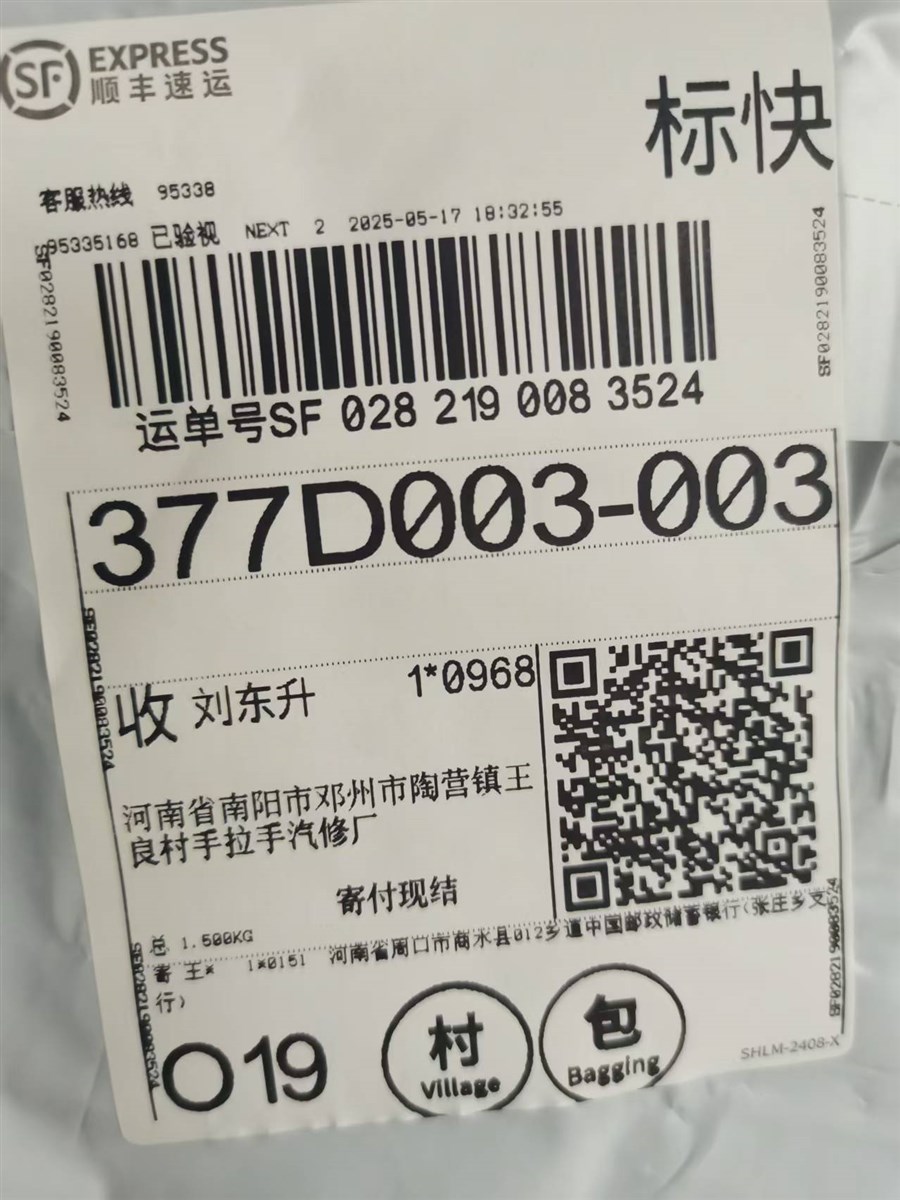 SF EXPRESS
顺丰速运
标快
客服热线 95338
95335168 已验视 NEXT 2 2025-05-17 18:32:55
SF0282190083524
SF0282190083524
运单号SF 028 219 008 3524
377D003-003
SF0282190083524
收 刘东升 1*0968
河南省南阳市邓州市陶营镇王
良村手拉手汽修厂
寄付现结
总 1.500KG
寄 王* 1*0151 河南省周口市商水县012乡道中国邮政储蓄银行(张庄乡支
行)
SF0282190083524
SF0282190083524
019
村
Village
包
Bagging
SHLM-2408-X